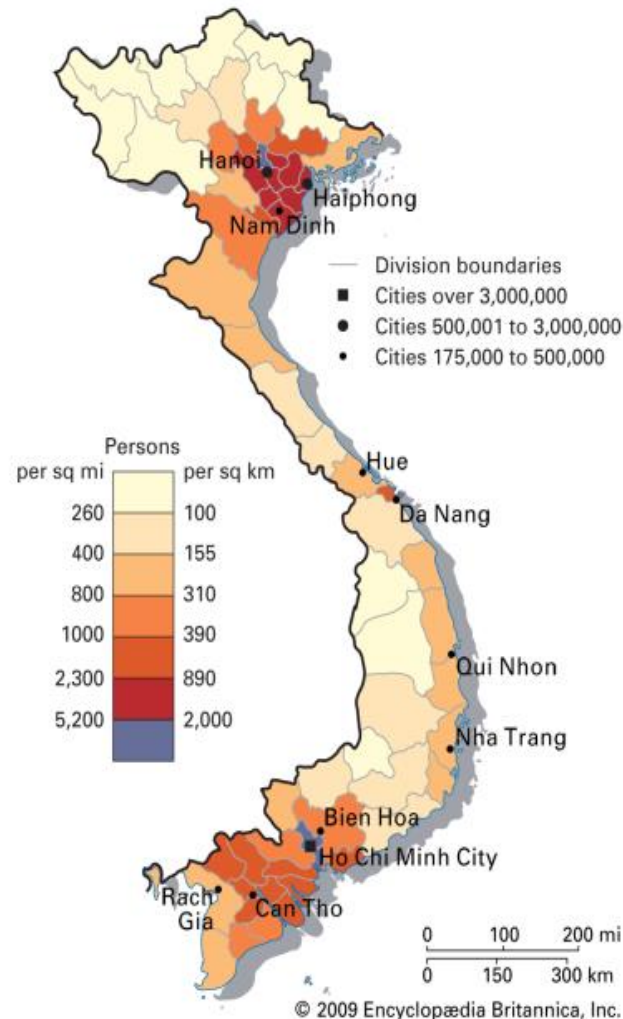 Hanoi
Haiphong
Nam Dinh
Division boundaries
Cities over 3,000,000
Cities 500,001 to 3,000,000
Cities 175,000 to 500,000
Persons
per sq mi per sq km
260 100
400 155
800 310
1000 390
2,300 890
5,200 2,000
Hue
Da Nang
Qui Nhon
Nha Trang
Bien Hoa
Ho Chi Minh City
Rach
Gia
Can Tho
0 100 200 mi
0 150 300 km
© 2009 Encyclopædia Britannica, Inc.